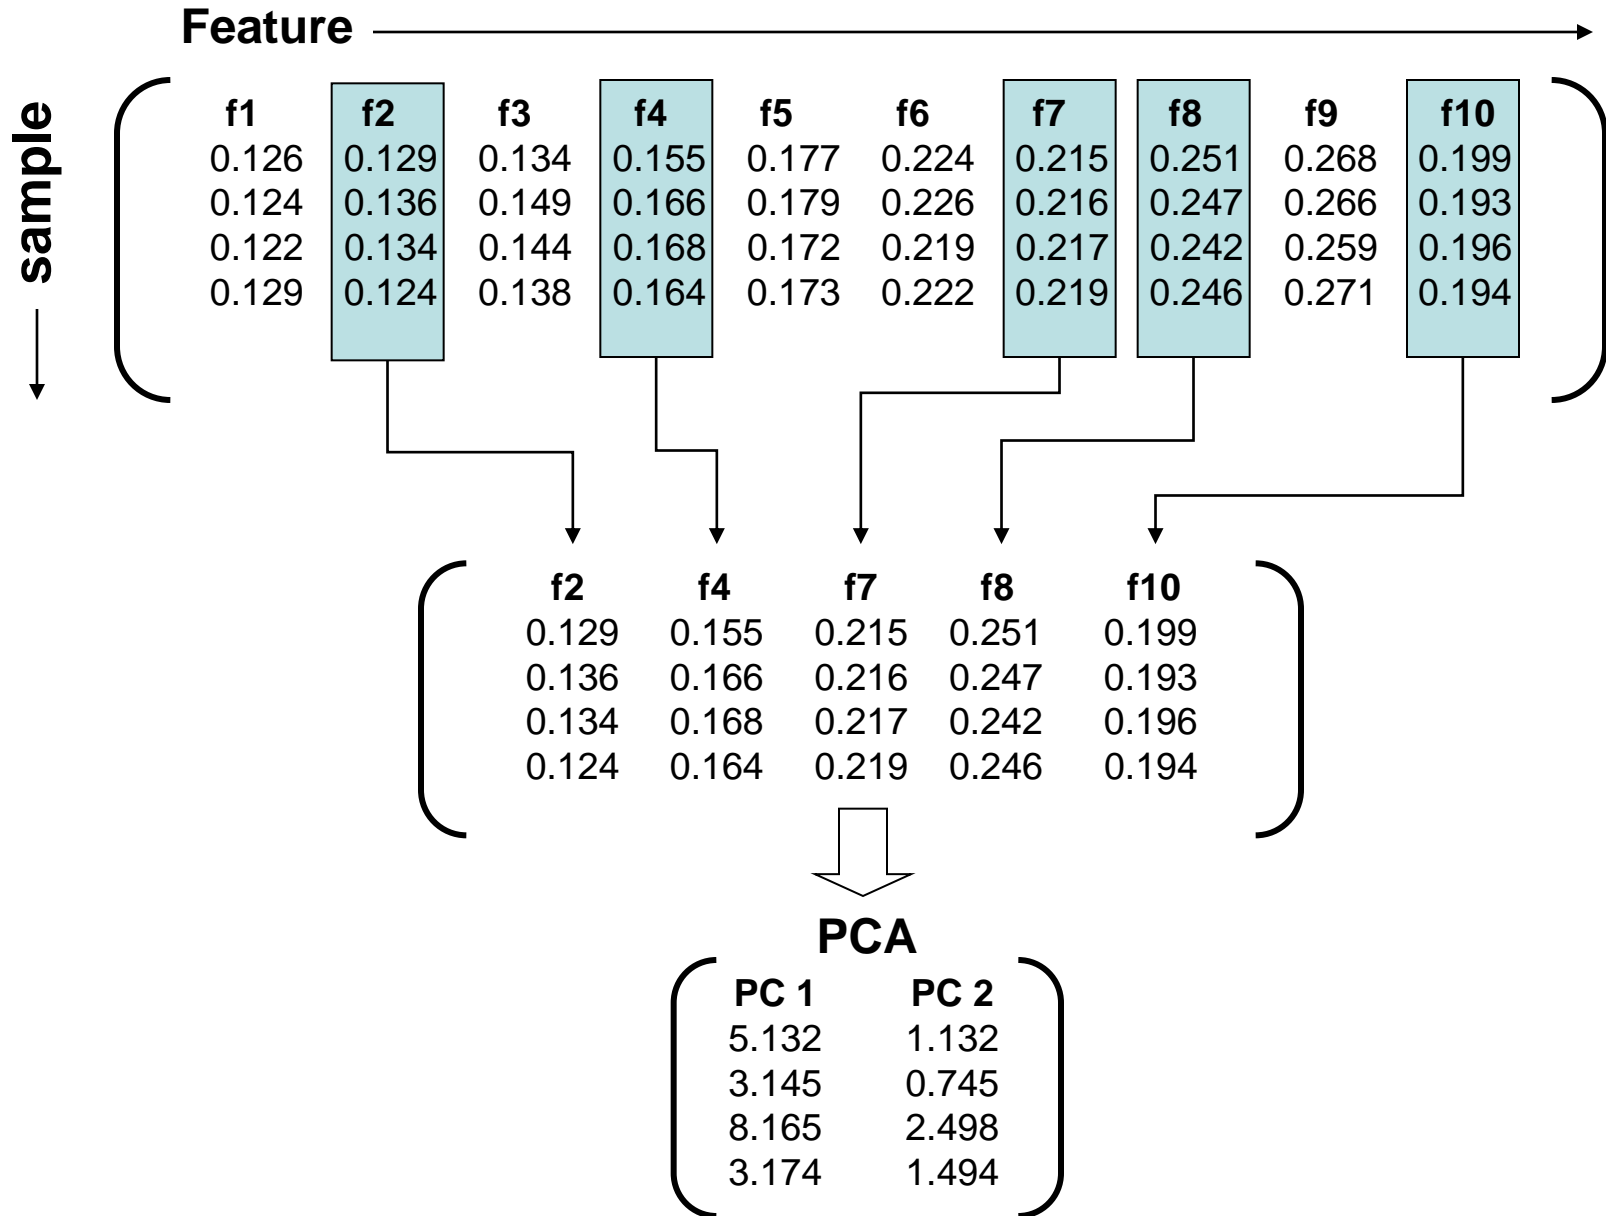 Feature
sample
f1 f2 f3 f4 f5 f6 f7 f8 f9 f10
0.126 0.129 0.134 0.155 0.177 0.224 0.215 0.251 0.268 0.199
0.124 0.136 0.149 0.166 0.179 0.226 0.216 0.247 0.266 0.193
0.122 0.134 0.144 0.168 0.172 0.219 0.217 0.242 0.259 0.196
0.129 0.124 0.138 0.164 0.173 0.222 0.219 0.246 0.271 0.194
f2 f4 f7 f8 f10
0.129 0.155 0.215 0.251 0.199
0.136 0.166 0.216 0.247 0.193
0.134 0.168 0.217 0.242 0.196
0.124 0.164 0.219 0.246 0.194
PCA
PC 1 PC 2
5.132 1.132
3.145 0.745
8.165 2.498
3.174 1.494